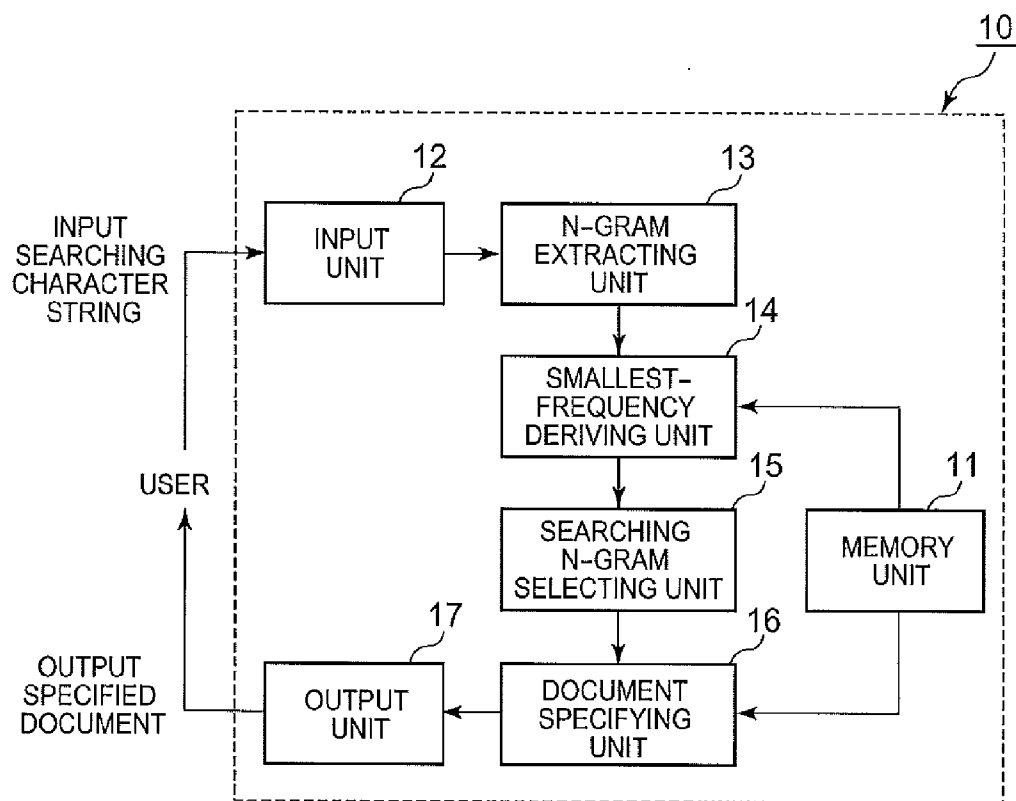 10
12
13
INPUT
SEARCHING
CHARACTER
STRING
INPUT
UNIT
N-GRAM
EXTRACTING
UNIT
14
SMALLEST-
FREQUENCY
DERIVING UNIT
USER
15
11
SEARCHING
N-GRAM
SELECTING UNIT
MEMORY
UNIT
17
16
OUTPUT
SPECIFIED
DOCUMENT
OUTPUT
UNIT
DOCUMENT
SPECIFYING
UNIT